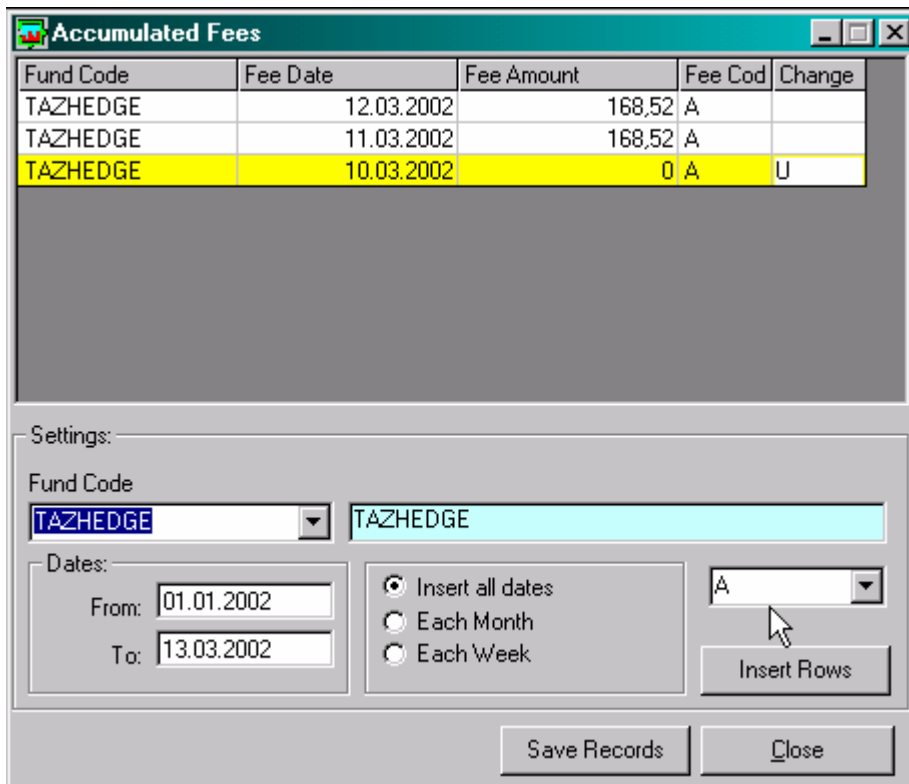 Accumulated Fees
Fund Code Fee Date Fee Amount Fee Cod Change
TAZHEDGE 12.03.2002 168,52 A
TAZHEDGE 11.03.2002 168,52 A
TAZHEDGE 10.03.2002 0 A U
Settings:
Fund Code
TAZHEDGE TAZHEDGE
Dates:
From: 01.01.2002
To: 13.03.2002
Insert all dates
Each Month
Each Week
A
Insert Rows
Save Records Close